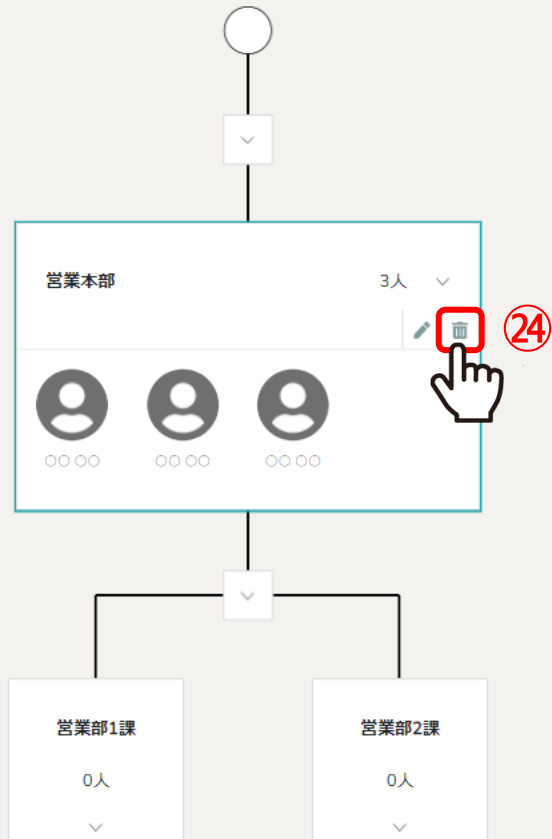 営業本部 3人
㉔
○○ ○○ ○○ ○○ ○○ ○○
営業部1課 営業部2課
0人 0人